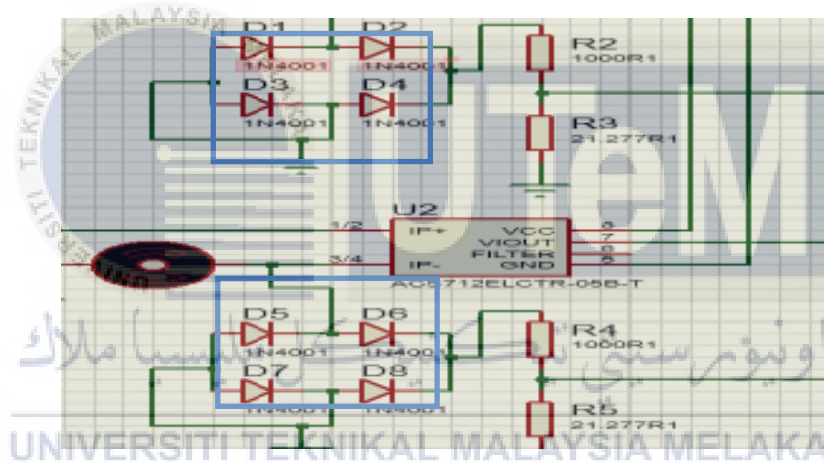 D1 D2
1N4001 1N4001
D3 D4
1N4001 1N4001
R2
1000R1
R3
21.277R1
U2
1/2 IP+ VCC 8
VIOUT 7
FILTER
3/4 IP- GND
ACS712ELCTR-05B-T
D5 D6
1N4001 1N4001
D7 D8
1N4001 1N4001
R4
1000R1
R5
21.277R1
UTeM
MALAYSIA
TEKNIKAL
UNIVERSITI TEKNIKAL MALAYSIA MELAKA